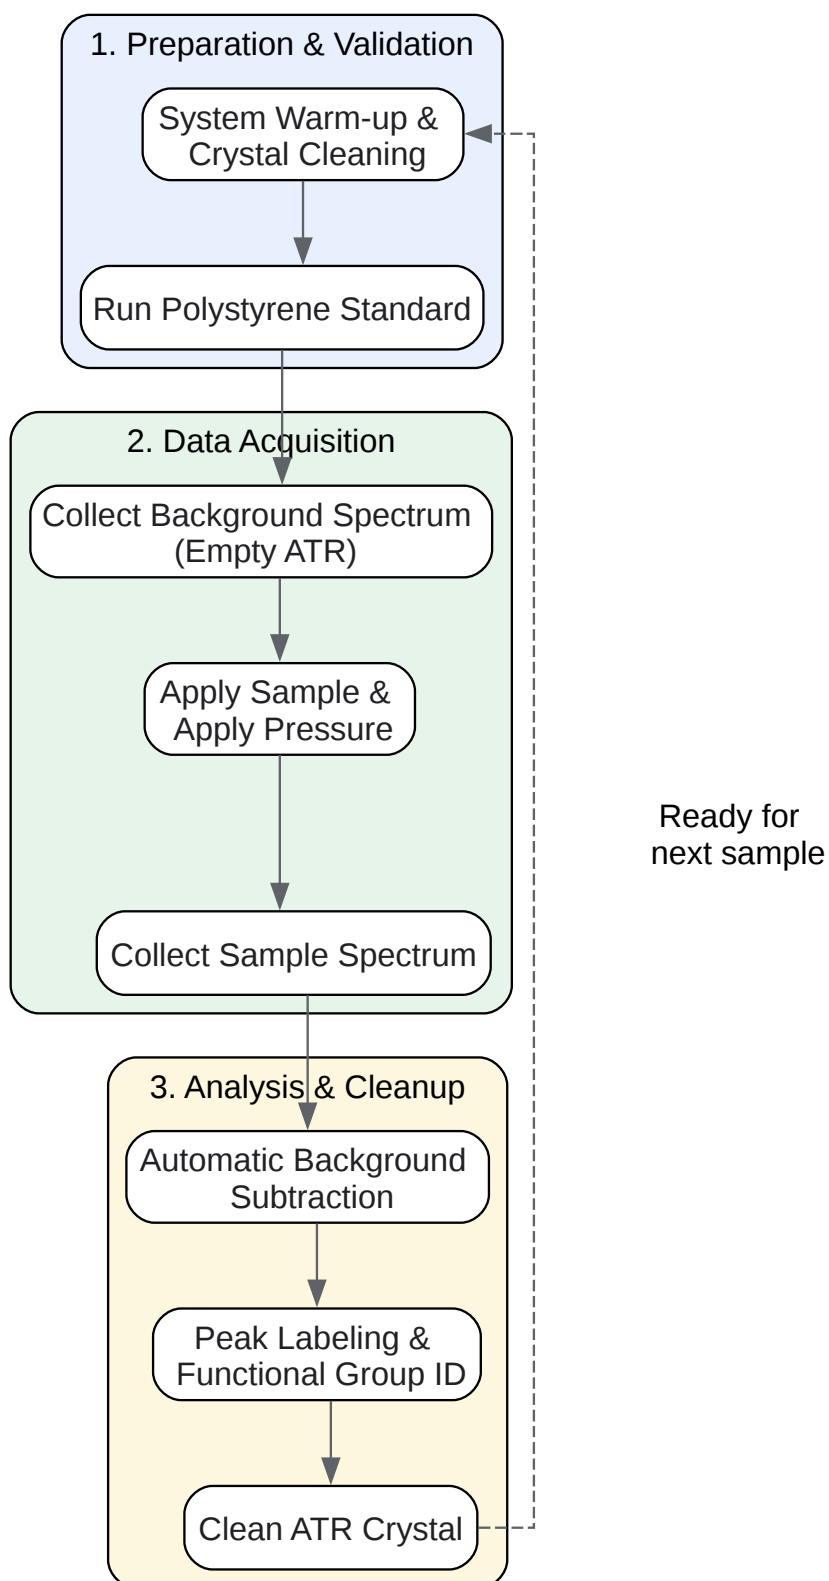 1. Preparation & Validation
System Warm-up &
Crystal Cleaning
Run Polystyrene Standard
2. Data Acquisition
Collect Background Spectrum
(Empty ATR)
Apply Sample &
Apply Pressure
Ready for
next sample
Collect Sample Spectrum
3. Analysis & Cleanup
Automatic Background
Subtraction
Peak Labeling &
Functional Group ID
Clean ATR Crystal